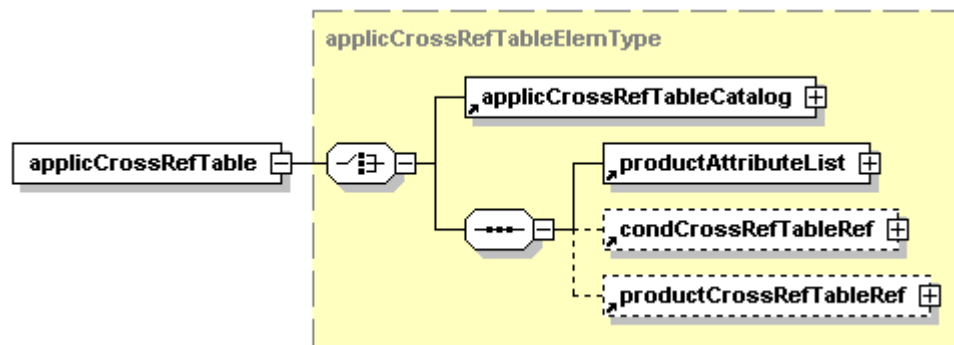 applicCrossRefTableElemType
applicCrossRefTableCatalog
applicCrossRefTable
productAttributeList
condCrossRefTableRef
productCrossRefTableRef